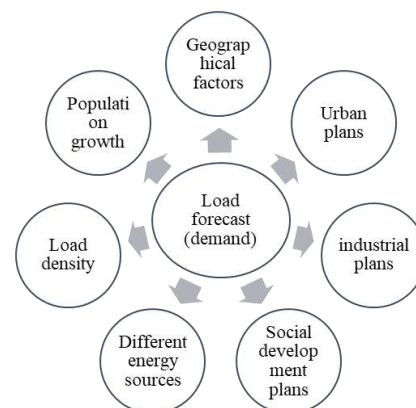 Geograp
hical
factors
Urban
plans
industrial
plans
Social
develop
ment
plans
Different
energy
sources
Load
density
Populati
on
growth
Load
forecast
(demand)